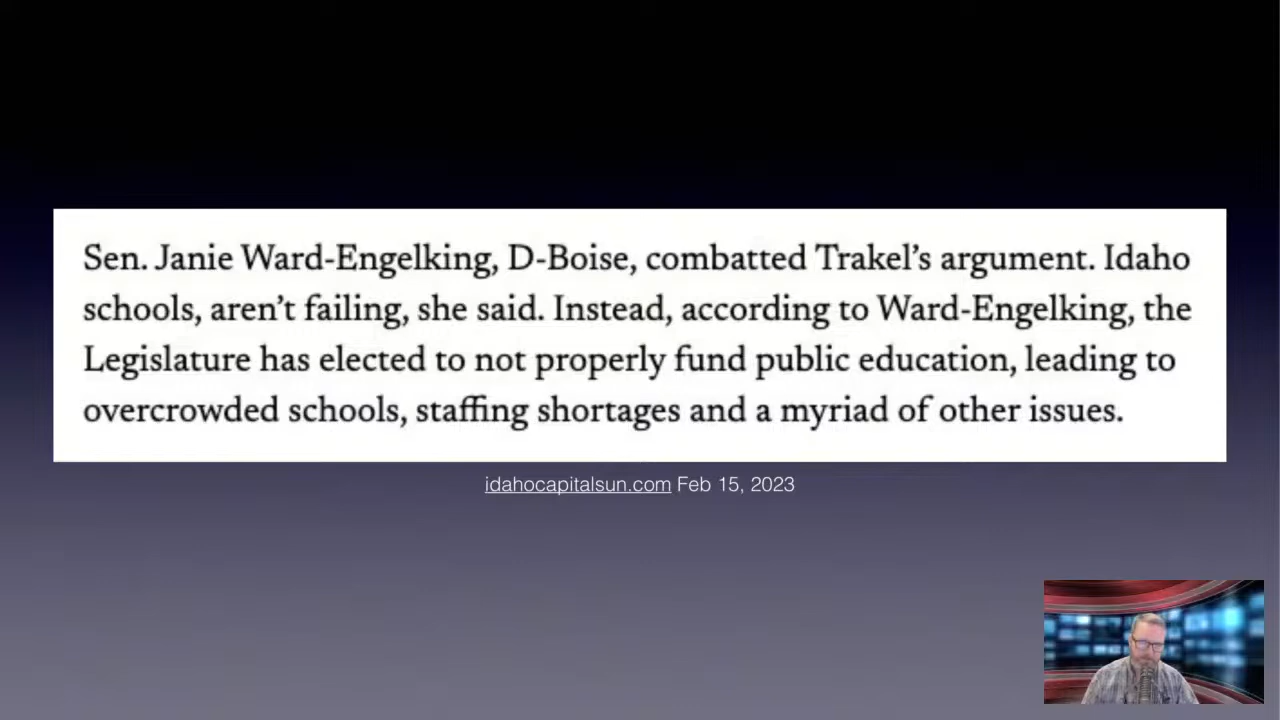 Sen. Janie Ward-Engelking, D-Boise, combatted Trakel’s argument. Idaho
schools, aren’t failing, she said. Instead, according to Ward-Engelking, the
Legislature has elected to not properly fund public education, leading to
overcrowded schools, staffing shortages and a myriad of other issues.
idahocapitalsun.com Feb 15, 2023